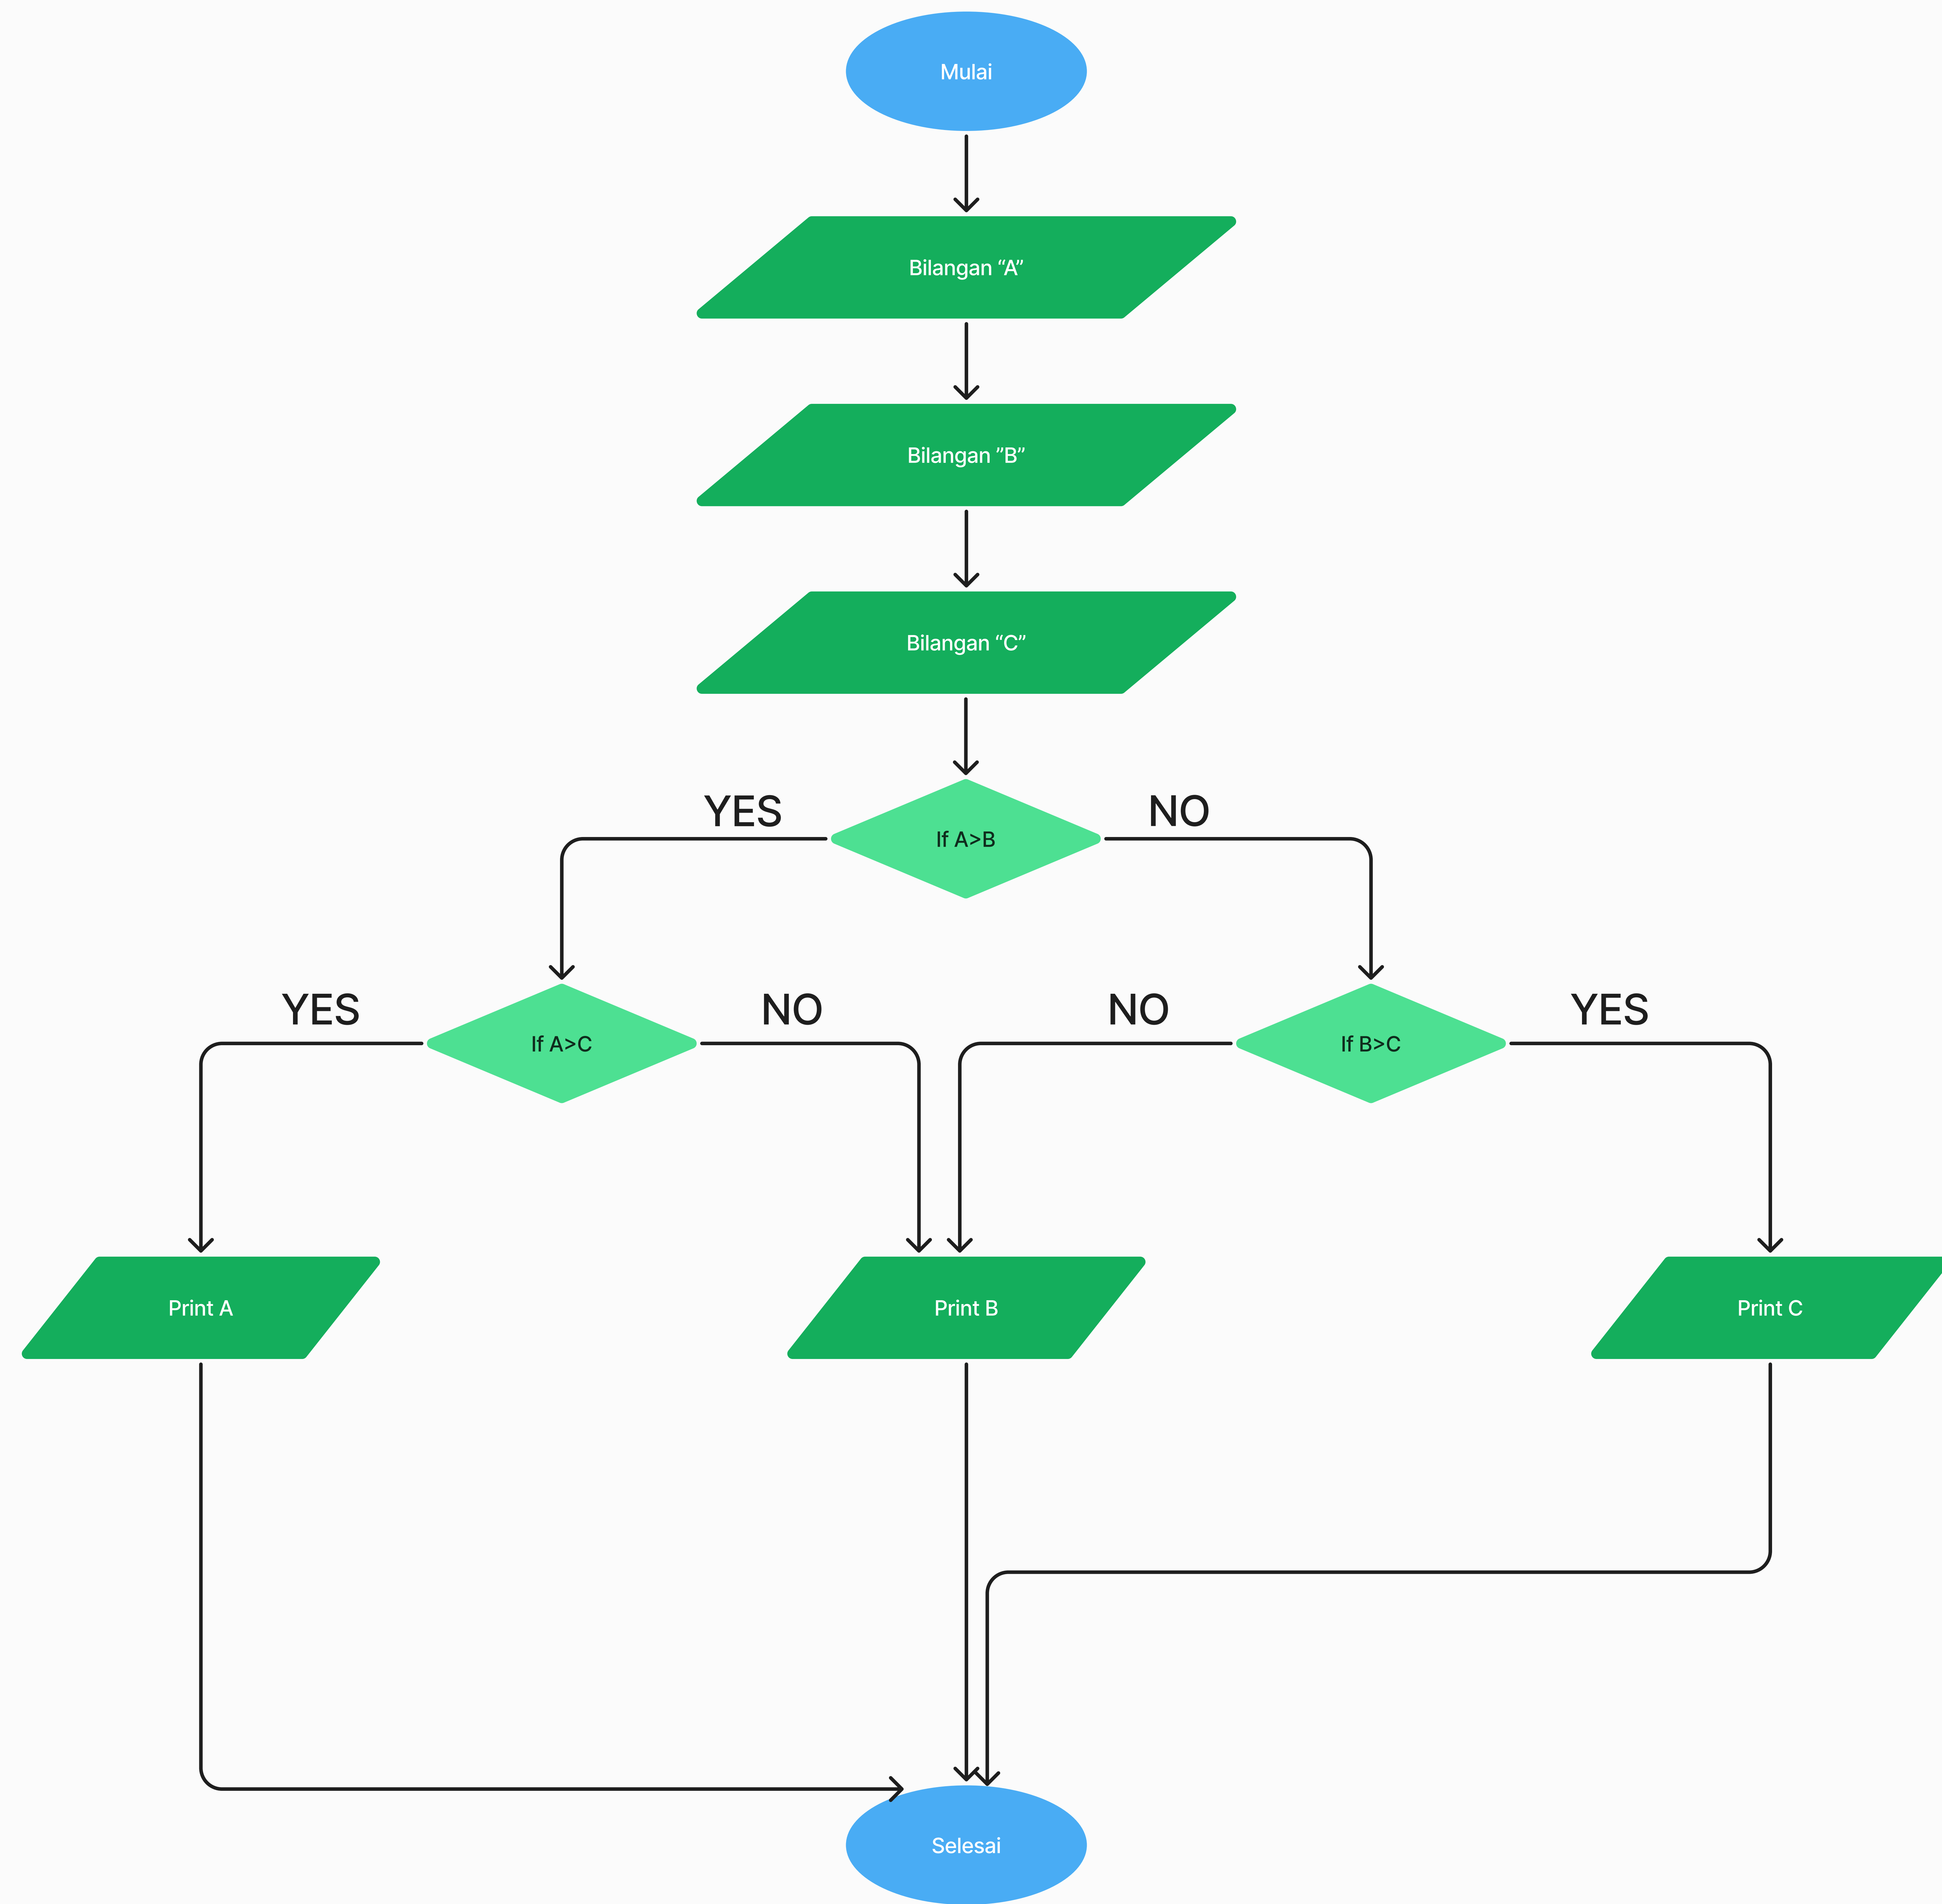 Mulai
Bilangan “A”
Bilangan ”B”
Bilangan “C”
YES
NO
If A>B
YES
NO
NO
YES
If A>C
If B>C
Print A
Print B
Print C
Selesai